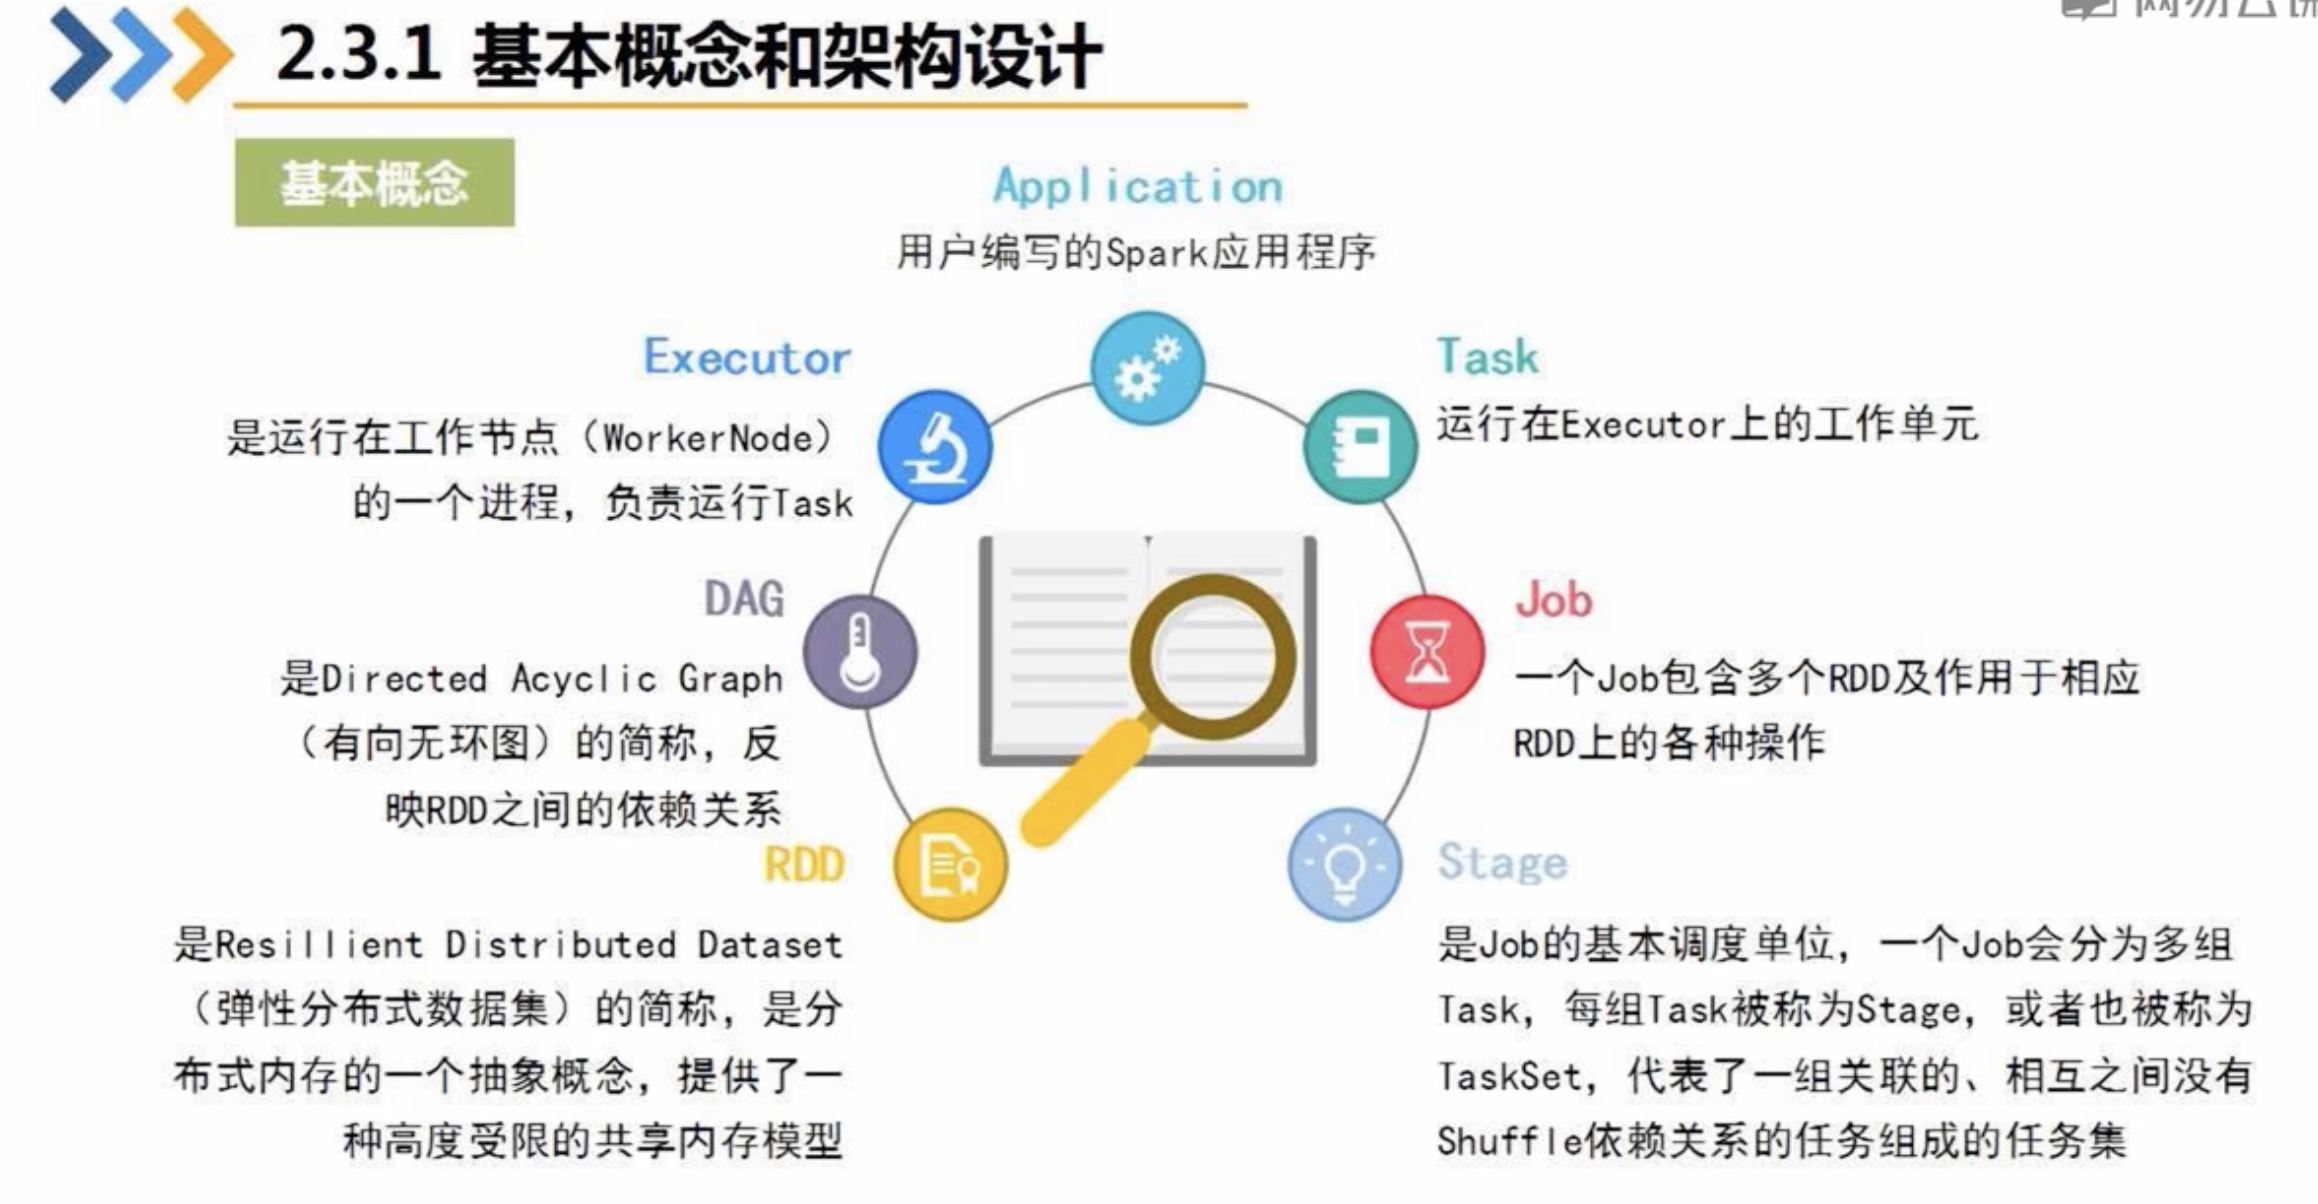 2.3.1 基本概念和架构设计
基本概念
Application
用户编写的Spark应用程序
Executor
是运行在工作节点（WorkerNode）
的一个进程，负责运行Task
Task
运行在Executor上的工作单元
DAG
是Directed Acyclic Graph
（有向无环图）的简称，反
映RDD之间的依赖关系
Job
一个Job包含多个RDD及作用于相应
RDD上的各种操作
RDD
是Resillient Distributed Dataset
（弹性分布式数据集）的简称，是分
布式内存的一个抽象概念，提供了一
种高度受限的共享内存模型
Stage
是Job的基本调度单位，一个Job会分为多组
Task，每组Task被称为Stage，或者也被称为
TaskSet，代表了一组关联的、相互之间没有
Shuffle依赖关系的任务组成的任务集